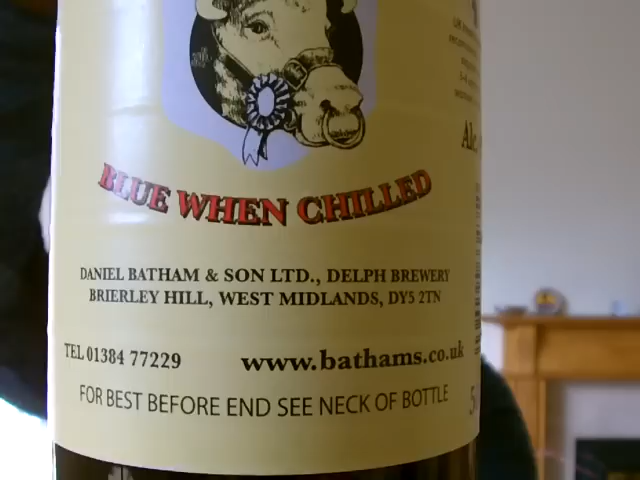 BLUE WHEN CHILLED
DANIEL BATHAM & SON LTD., DELPH BREWERY
BRIERLEY HILL, WEST MIDLANDS, DY5 2TN
TEL 01384 77229 www.bathams.co.uk
FOR BEST BEFORE END SEE NECK OF BOTTLE
Alc.